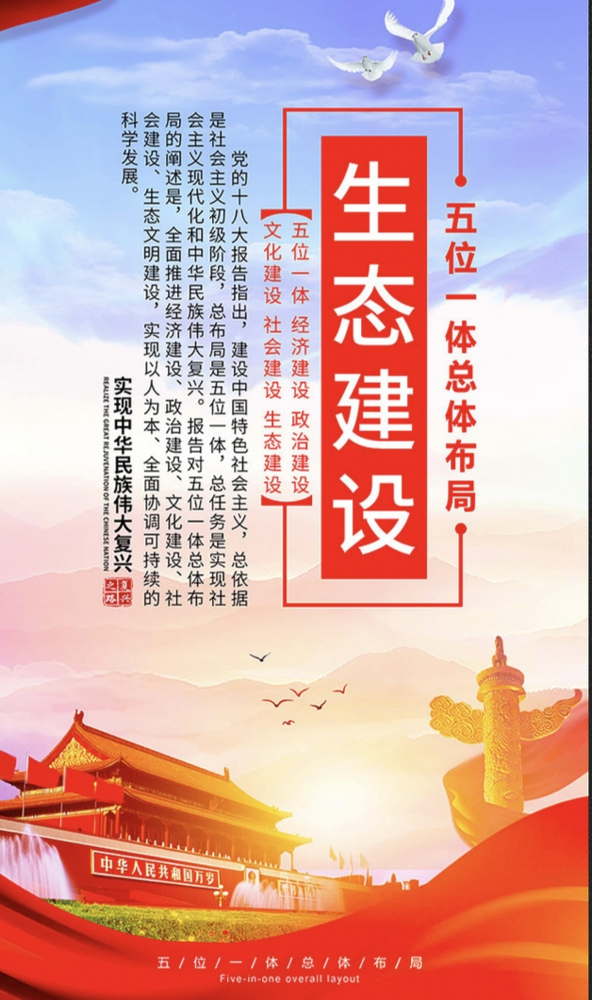 五位一体总体布局
生态建设
五位一体 经济建设 政治建设
文化建设 社会建设 生态建设
党的十八大报告指出，建设中国特色社会主义，总依据
是社会主义初级阶段，总布局是五位一体，总任务是实现社
会主义现代化和中华民族伟大复兴。报告对五位一体总体布
局的阐述是，全面推进经济建设、政治建设、文化建设、社
会建设、生态文明建设，实现以人为本、全面协调可持续的
科学发展。
实现中华民族伟大复兴
REALIZE THE GREAT REJUVENATION OF THE CHINESE NATION
复兴
之路
中华人民共和国万岁
五/位/一/体/总/体/布/局
Five-in-one overall layout